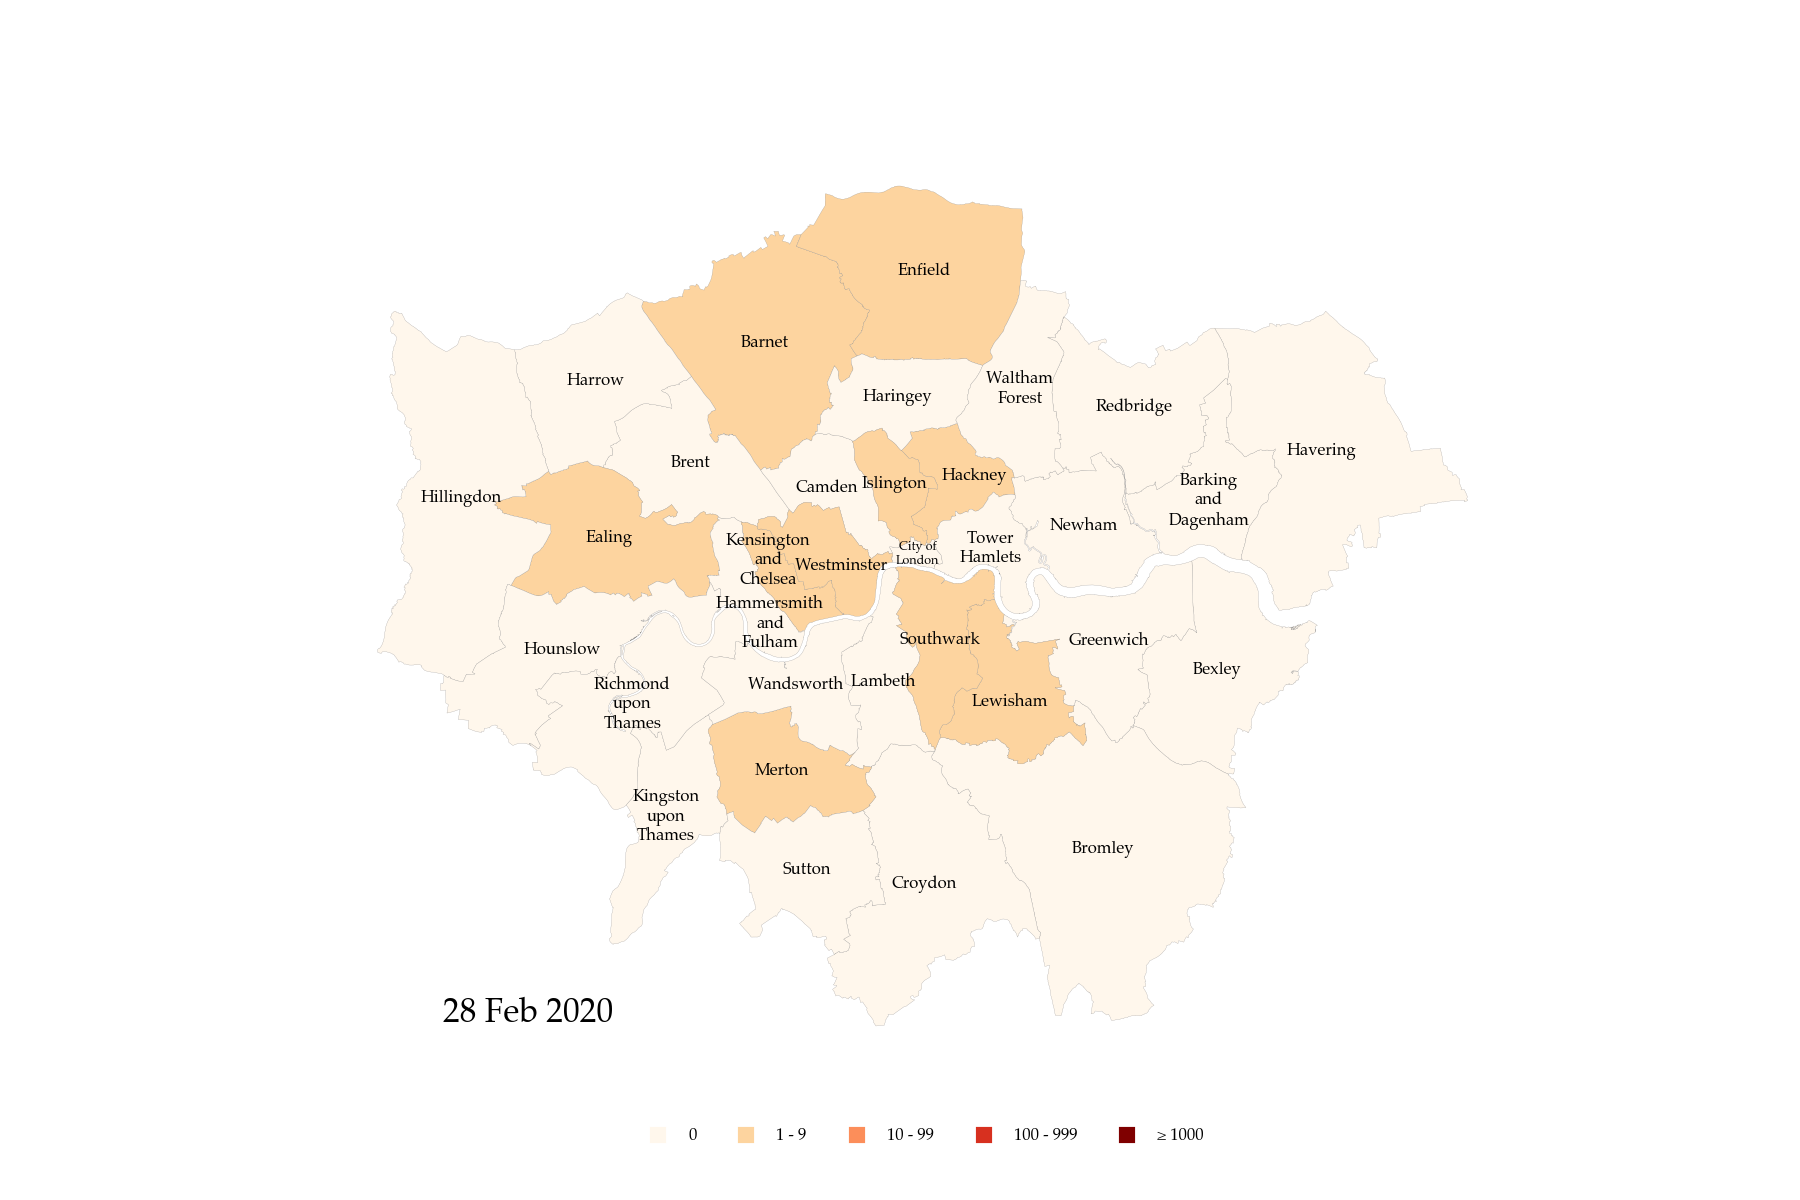 Enfield
Barnet
Harrow
Haringey
Waltham
Forest
Redbridge
Havering
Brent
Camden
Islington
Hackney
Hillingdon
Barking
and
Dagenham
Newham
Ealing
Kensington
and
Chelsea
Westminster
City of
London
Tower
Hamlets
Hammersmith
and
Fulham
Hounslow
Southwark
Greenwich
Bexley
Richmond
upon
Thames
Wandsworth
Lambeth
Lewisham
Merton
Kingston
upon
Thames
Sutton
Croydon
Bromley
28 Feb 2020
0
1 - 9
10 - 99
100 - 999
≥ 1000